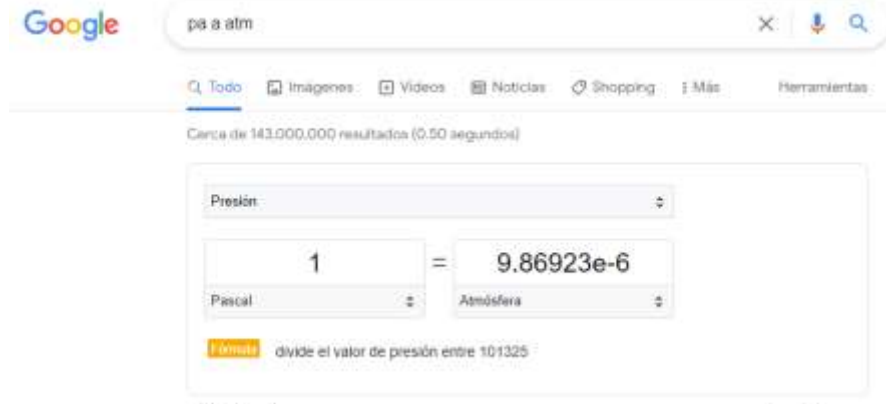 Google pa a atm
Todo Imágenes Videos Noticias Shopping Más Herramientas
Cerca de 143.000.000 resultados (0.50 segundos)
Presión
1 = 9.86923e-6
Pascal Atmósfera
Fórmula divide el valor de presión entre 101325